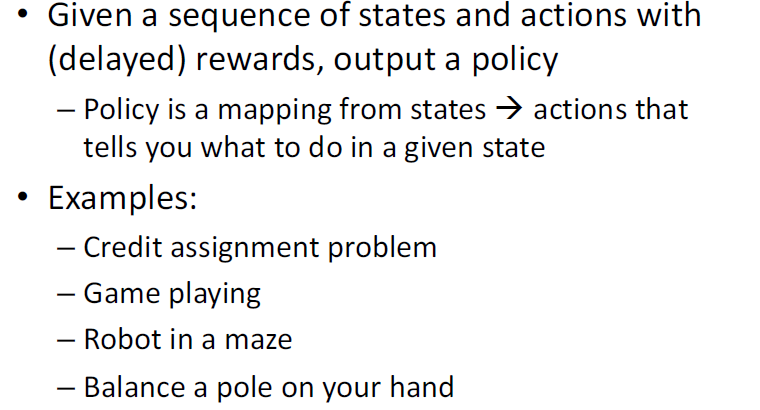 • Given a sequence of states and actions with
(delayed) rewards, output a policy
– Policy is a mapping from states → actions that
tells you what to do in a given state
• Examples:
– Credit assignment problem
– Game playing
– Robot in a maze
– Balance a pole on your hand